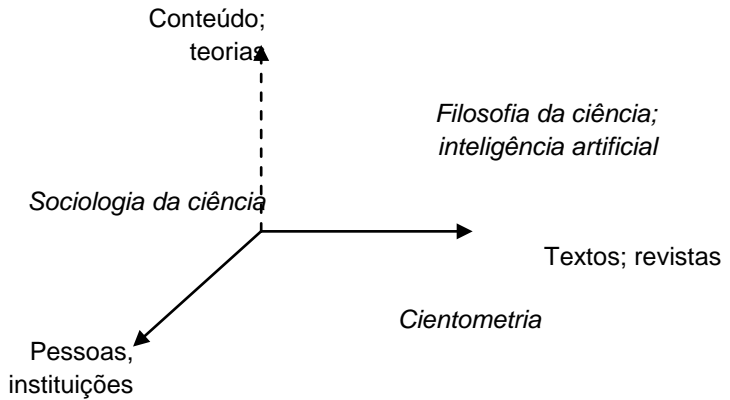 Conteúdo;
teorias
Filosofia da ciência;
inteligência artificial
Sociologia da ciência
Textos; revistas
Cientometria
Pessoas,
instituições